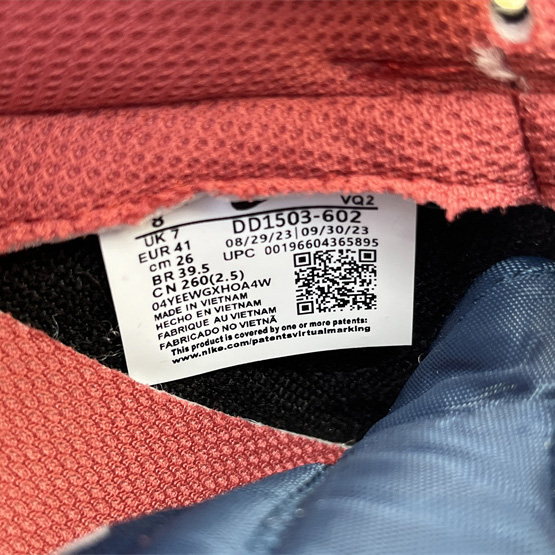 8
VQ2
UK 7
DD1503-602
EUR 41
08/29/23 | 09/30/23
cm 26
UPC 00196604365895
BR 39.5
CN 260(2.5)
04YEEWGXHOA4W
MADE IN VIETNAM
HECHO EN VIETNAM
FABRIQUE AU VIETNAM
FABRICADO NO VIETNÃ
This product is covered by one or more patents:
www.nike.com/patentsvirtualmarking